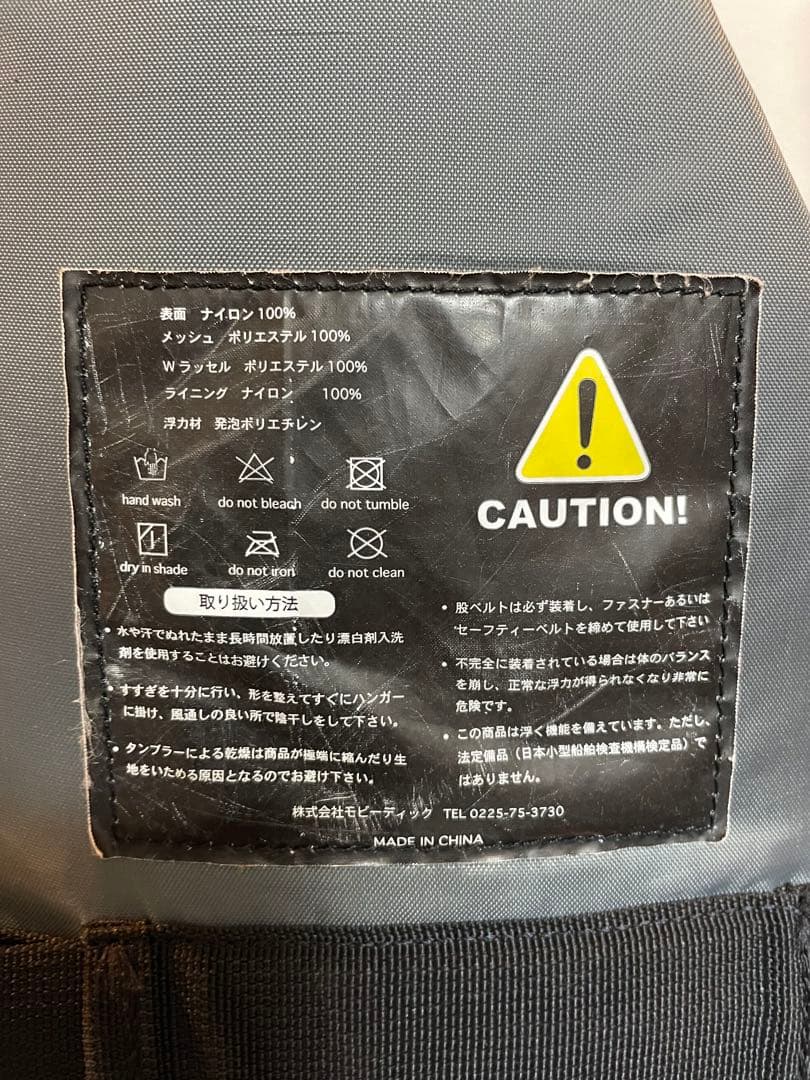 表面 ナイロン100%
メッシュ ポリエステル100%
Wラッセル ポリエステル100%
ライニング ナイロン 100%
浮力材 発泡ポリエチレン
hand wash
do not bleach
do not tumble
dry in shade
do not iron
do not clean
取り扱い方法
・水や汗でぬれたまま長時間放置したり漂白剤入洗
剤を使用することはお避けください。
・すすぎを十分に行い、形を整えてすぐにハンガー
に掛け、風通しの良い所で陰干しをして下さい。
・タンブラーによる乾燥は商品が極端に縮んだり生
地をいためる原因となるのでお避け下さい。
!
CAUTION!
・股ベルトは必ず装着し、ファスナーあるいは
セーフティーベルトを締めて使用して下さい
・不完全に装着されている場合は体のバランス
を崩し、正常な浮力が得られなくなり非常に
危険です。
・この商品は浮く機能を備えています。ただし、
法定備品(日本小型船舶検査機構検定品)で
はありません。
株式会社モビーディック TEL 0225-75-3730
MADE IN CHINA